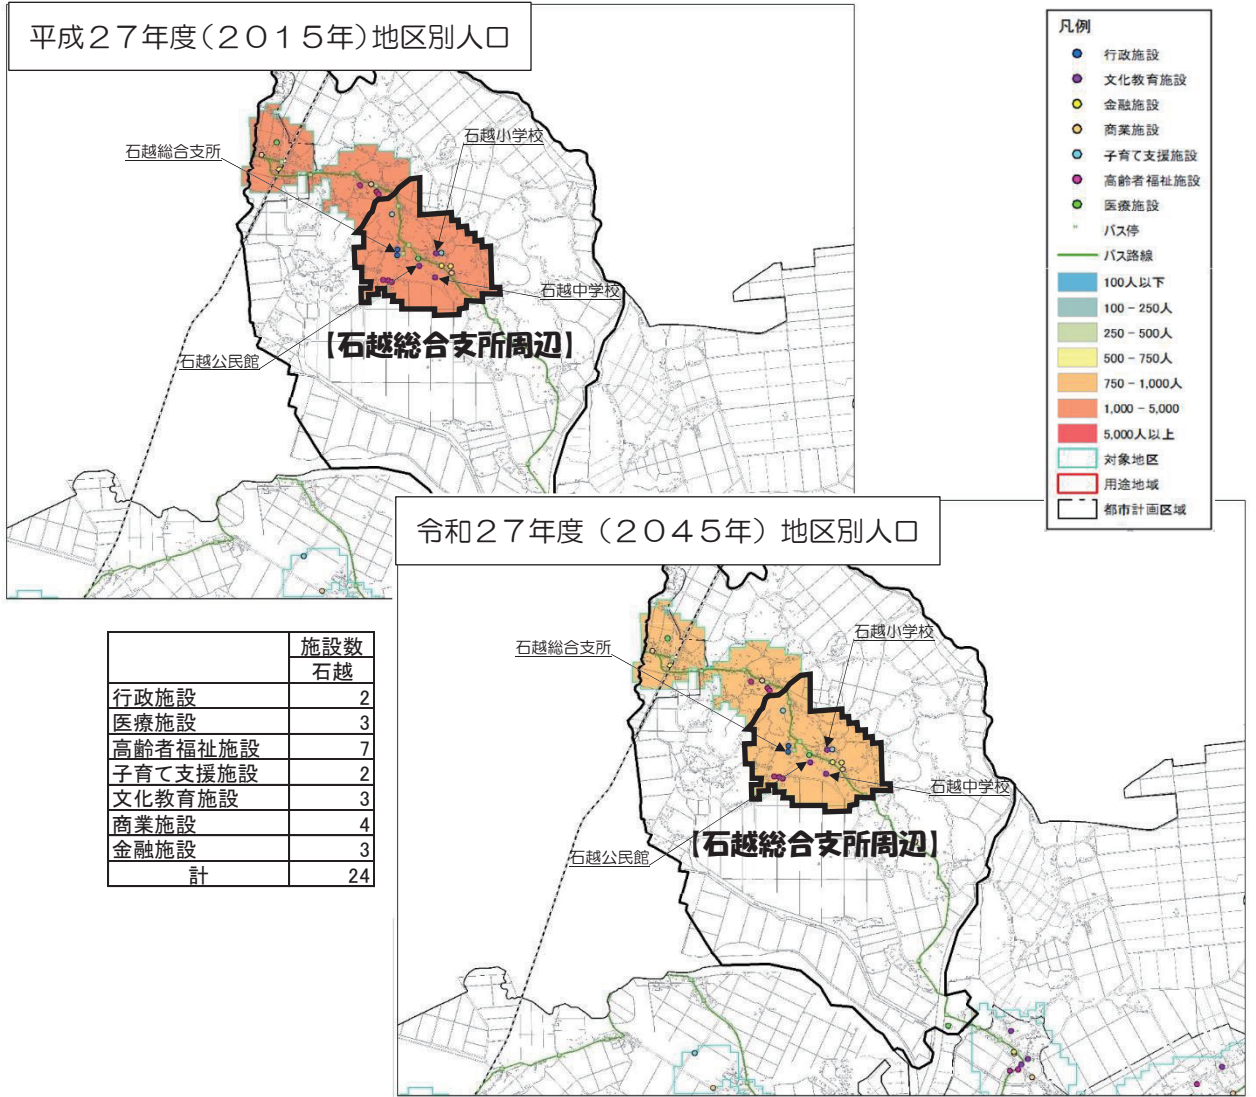 平成２７年度（２０１５年）地区別人口
石越小学校
石越総合支所
石越中学校
【石越総合支所周辺】
石越公民館
凡例
行政施設
文化教育施設
金融施設
商業施設
子育て支援施設
高齢者福祉施設
医療施設
バス停
バス路線
100人以下
100 - 250人
250 - 500人
500 - 750人
750 - 1,000人
1,000 - 5,000
5,000人以上
対象地区
用途地域
都市計画区域
令和２７年度（２０４５年）地区別人口
石越小学校
石越総合支所
石越中学校
【石越総合支所周辺】
石越公民館
施設数
石越
行政施設 2
医療施設 3
高齢者福祉施設 7
子育て支援施設 2
文化教育施設 3
商業施設 4
金融施設 3
計 24